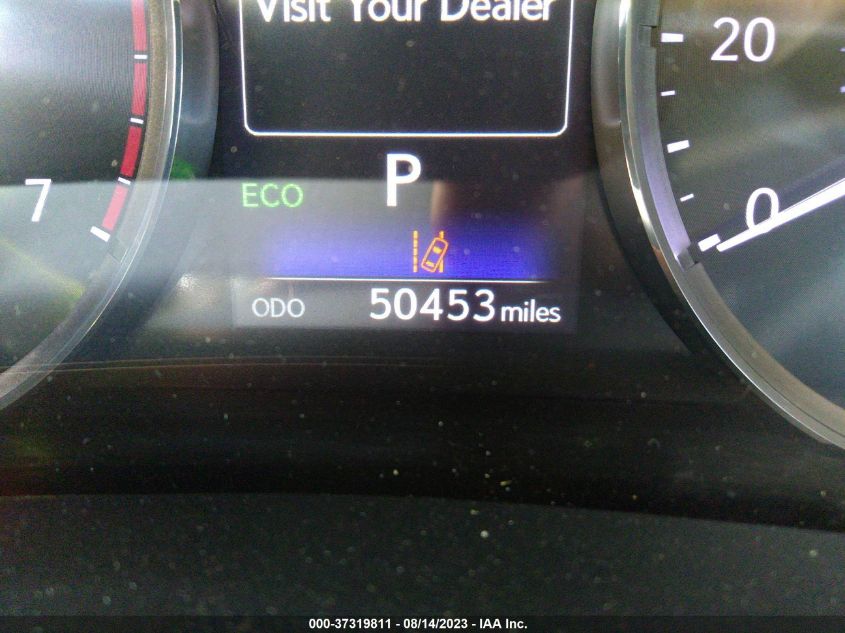 Visit Your Dealer
20
P
7
ECO
0
ODO 50453 miles
000-37319811 - 08/14/2023 - IAA Inc.